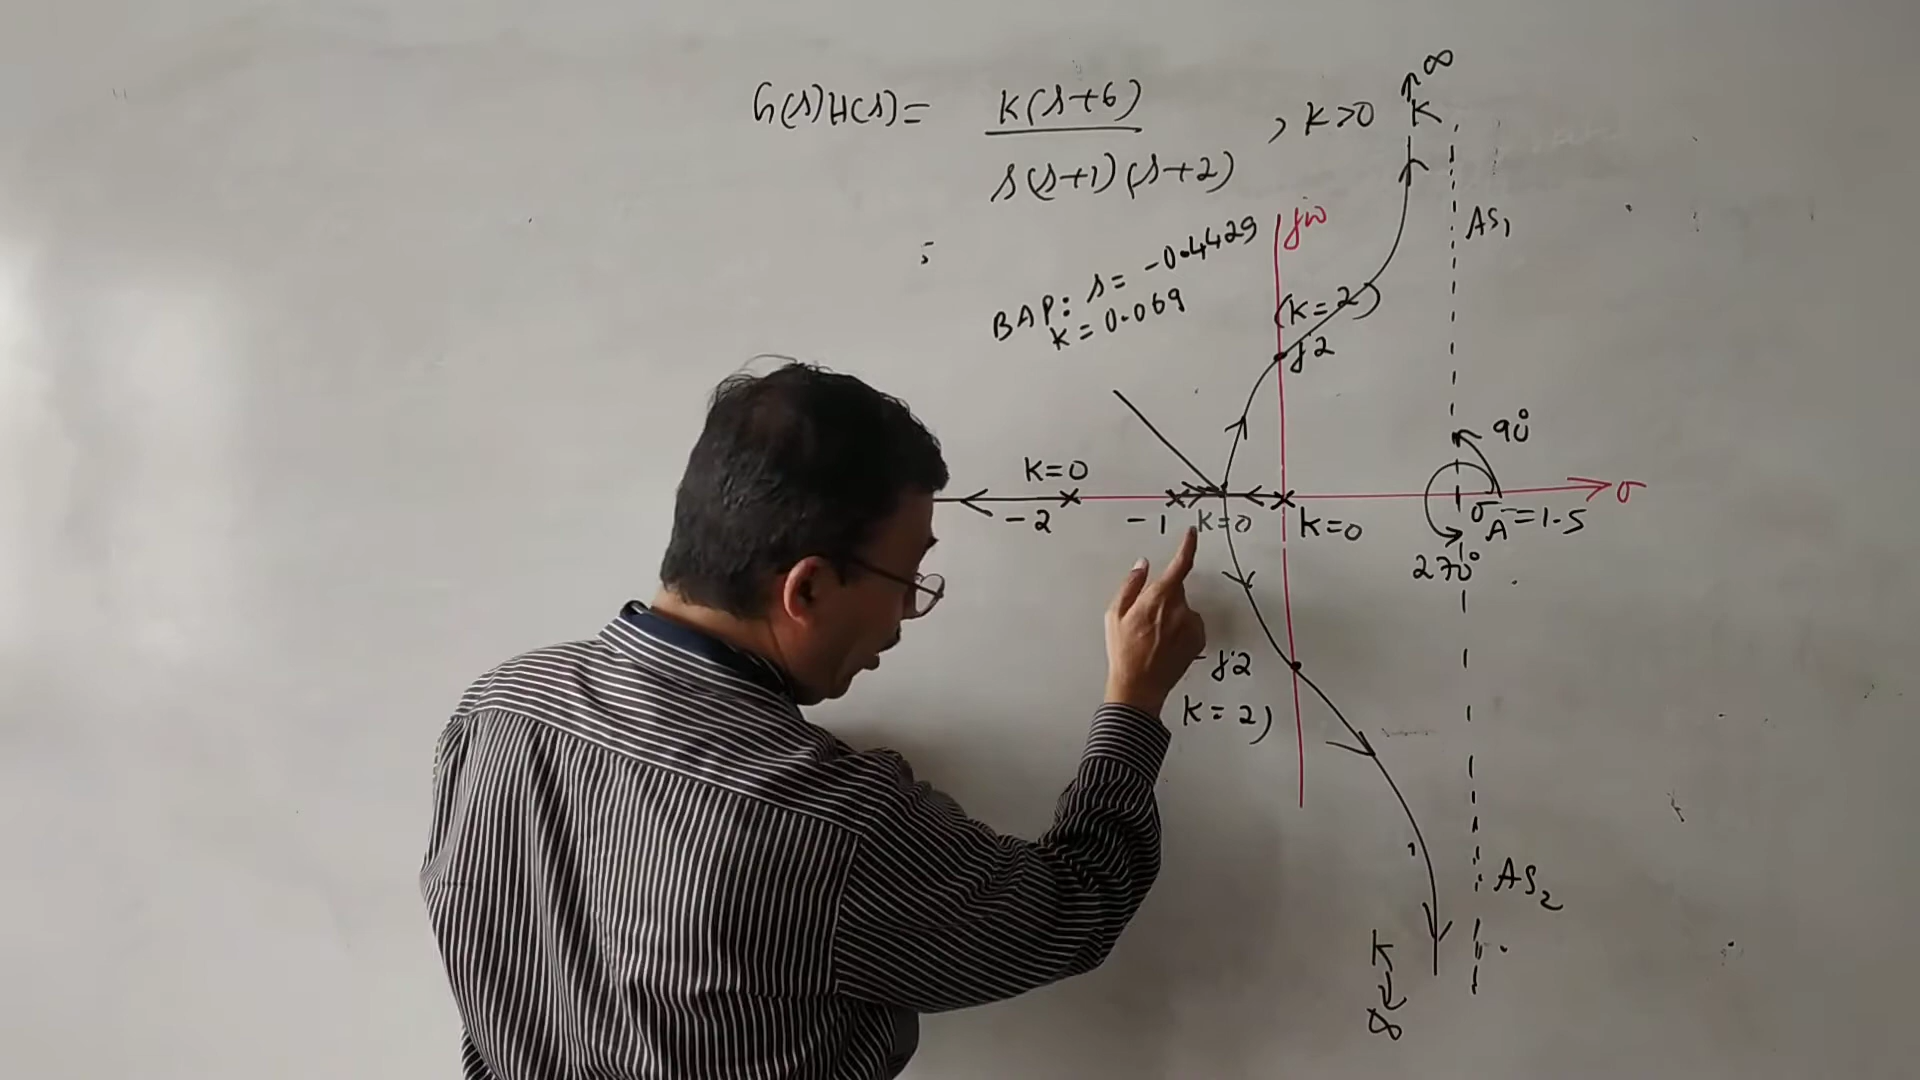 G(s)H(s) = K(s+6) / s(s+1)(s+2) , K>0
K → ∞
AS1
jω
BAP: s = -0.4429
K = 0.069
(K=2)
j2
90°
K=0
-2
-1
K=0
K=0
σA = 1.5
σ
270°
-j2
K = 2)
AS2
K
↓
∞